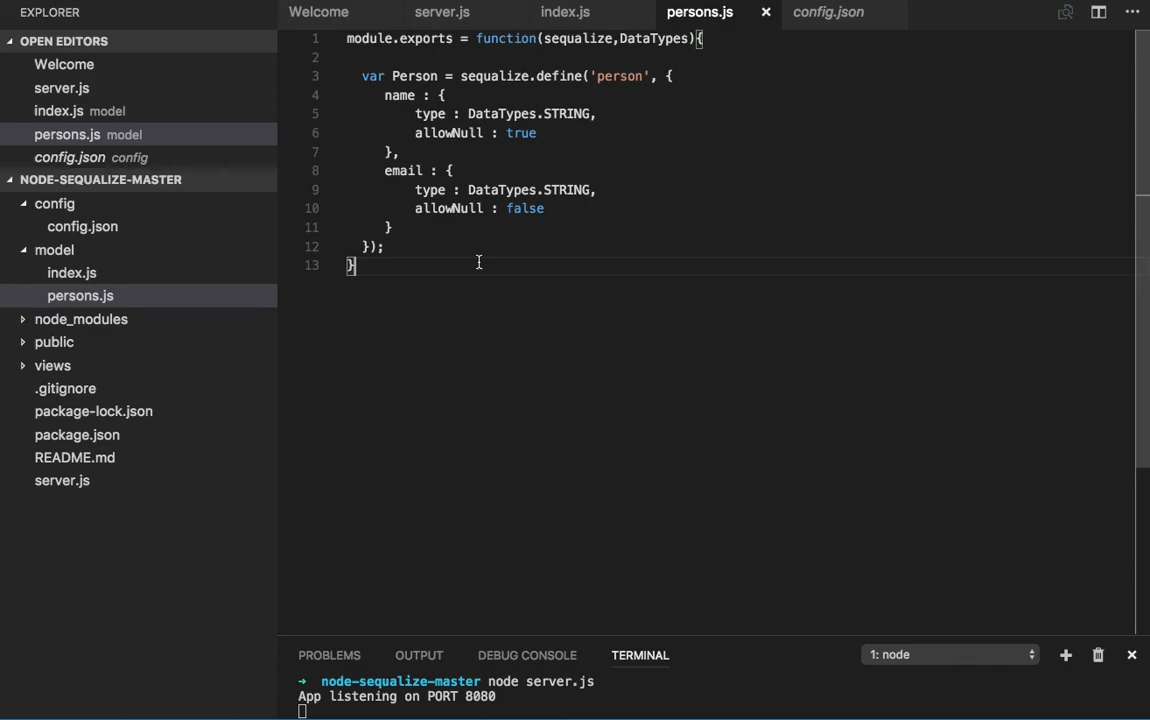 EXPLORER
OPEN EDITORS
Welcome
server.js
index.js model
persons.js model
config.json config
NODE-SEQUALIZE-MASTER
config
config.json
model
index.js
persons.js
node_modules
public
views
.gitignore
package-lock.json
package.json
README.md
server.js
Welcome server.js index.js persons.js × config.json
1 module.exports = function(sequalize,DataTypes){
2
3 var Person = sequalize.define('person', {
4 name : {
5 type : DataTypes.STRING,
6 allowNull : true
7 },
8 email : {
9 type : DataTypes.STRING,
10 allowNull : false
11 }
12 });
13 }
PROBLEMS OUTPUT DEBUG CONSOLE TERMINAL 1: node
→ node-sequalize-master node server.js
App listening on PORT 8080